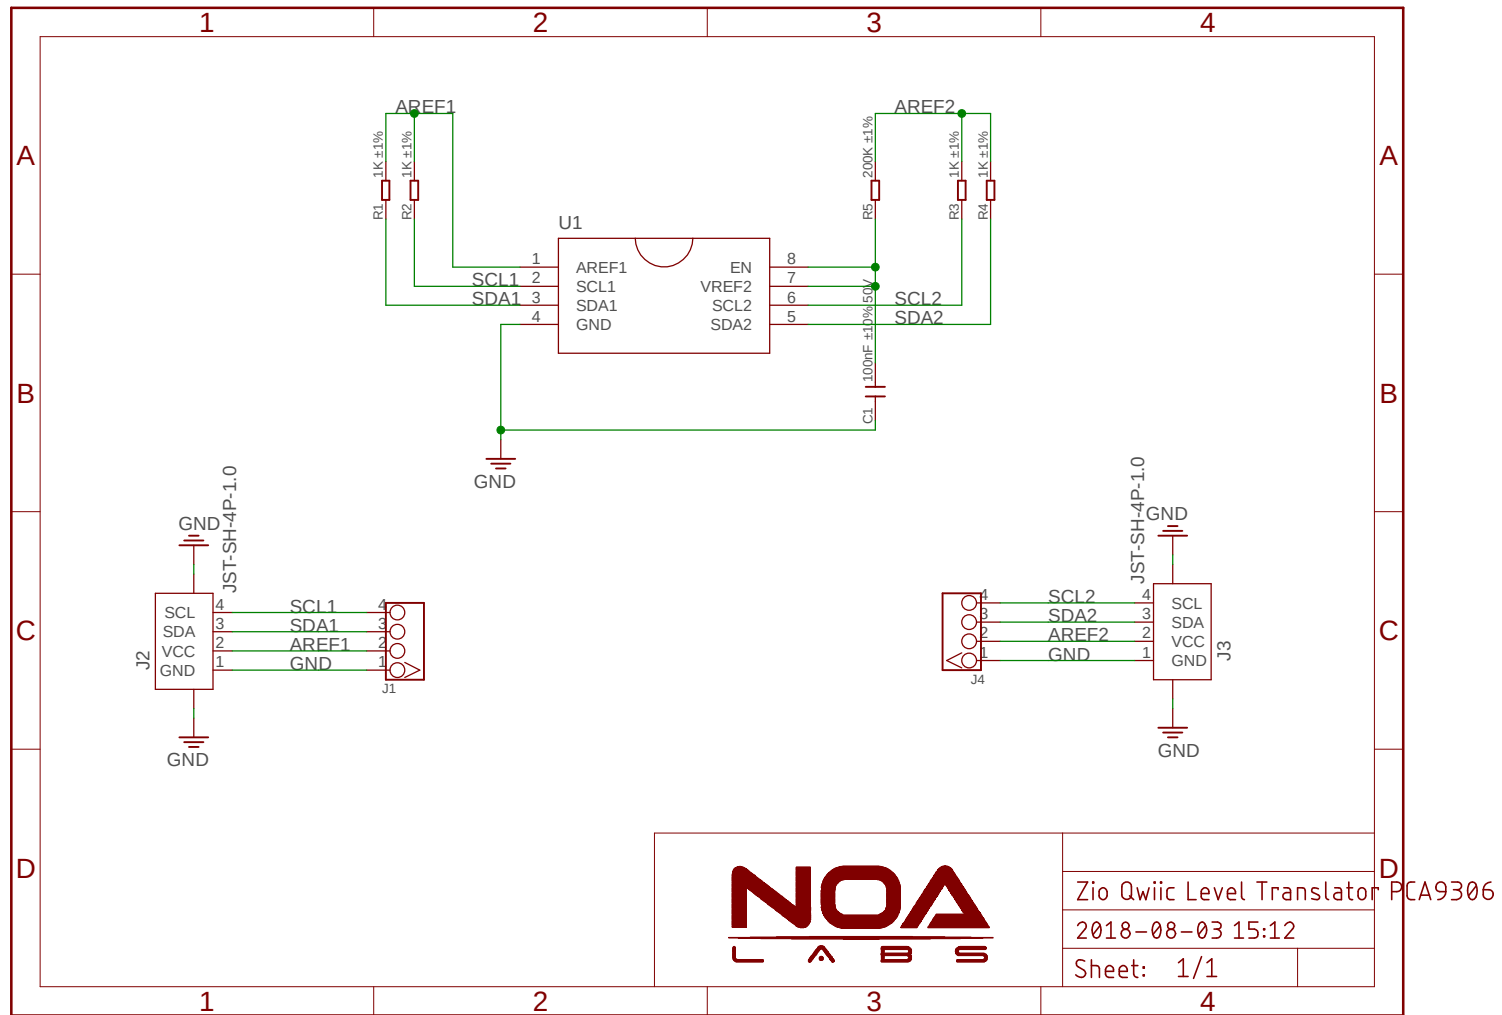 1 2 3 4
A A
B B
C C
D D
AREF1
1K ±1%
1K ±1%
R1
R2
AREF2
200K ±1%
1K ±1%
1K ±1%
R5
R3
R4
U1
1 AREF1 EN 8
SCL1 2 SCL1 VREF2 7
SDA1 3 SDA1 SCL2 6 SCL2
4 GND SDA2 5 SDA2
100nF ±10% 50V
C1
GND
GND
JST-SH-4P-1.0
SCL 4 SCL1 4
SDA 3 SDA1 3
VCC 2 AREF1 2
GND 1 GND 1
J2
J1
GND
JST-SH-4P-1.0
GND
4 SCL2 4 SCL
3 SDA2 3 SDA
2 AREF2 2 VCC
1 GND 1 GND
J4
J3
GND
NOA
LABS
Zio Qwiic Level Translator PCA9306
2018-08-03 15:12
Sheet: 1/1
1 2 3 4